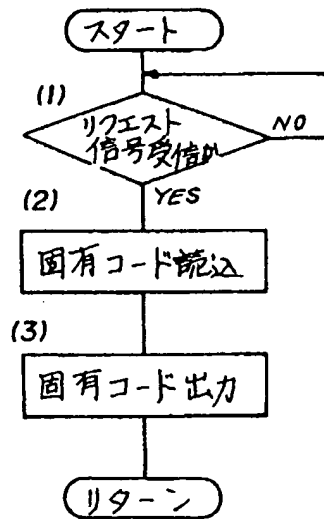 スタート
(1)
リクエスト
信号受信か
NO
YES
(2)
固有コード読込
(3)
固有コード出力
リターン